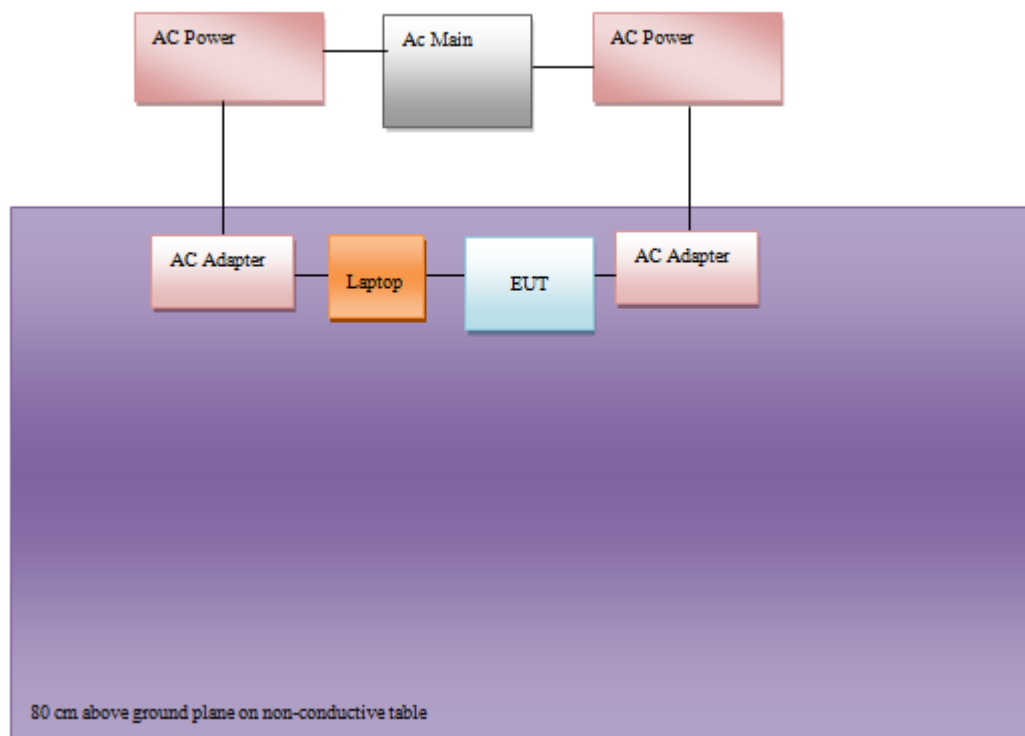 AC Power
Ac Main
AC Power
AC Adapter
Laptop
EUT
AC Adapter
80 cm above ground plane on non-conductive table